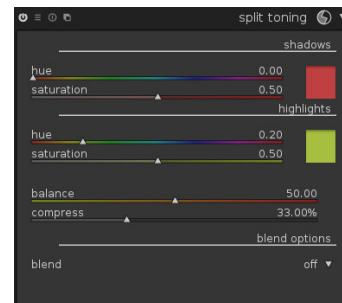 split toning
shadows
hue 0.00
saturation 0.50
highlights
hue 0.20
saturation 0.50
balance 50.00
compress 33.00%
blend options
blend off